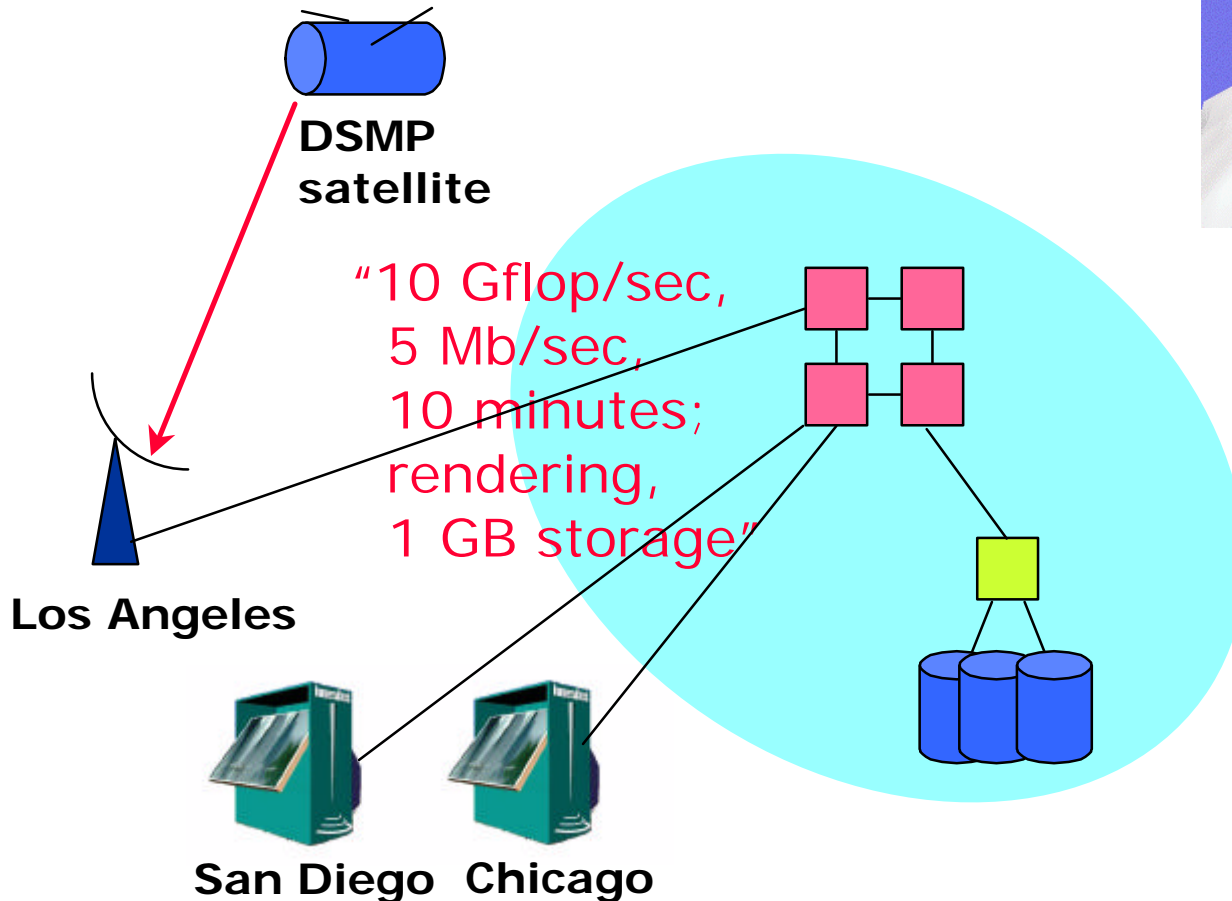 DSMP
satellite
“10 Gflop/sec,
5 Mb/sec,
10 minutes;
rendering,
1 GB storage”
Los Angeles
San Diego
Chicago